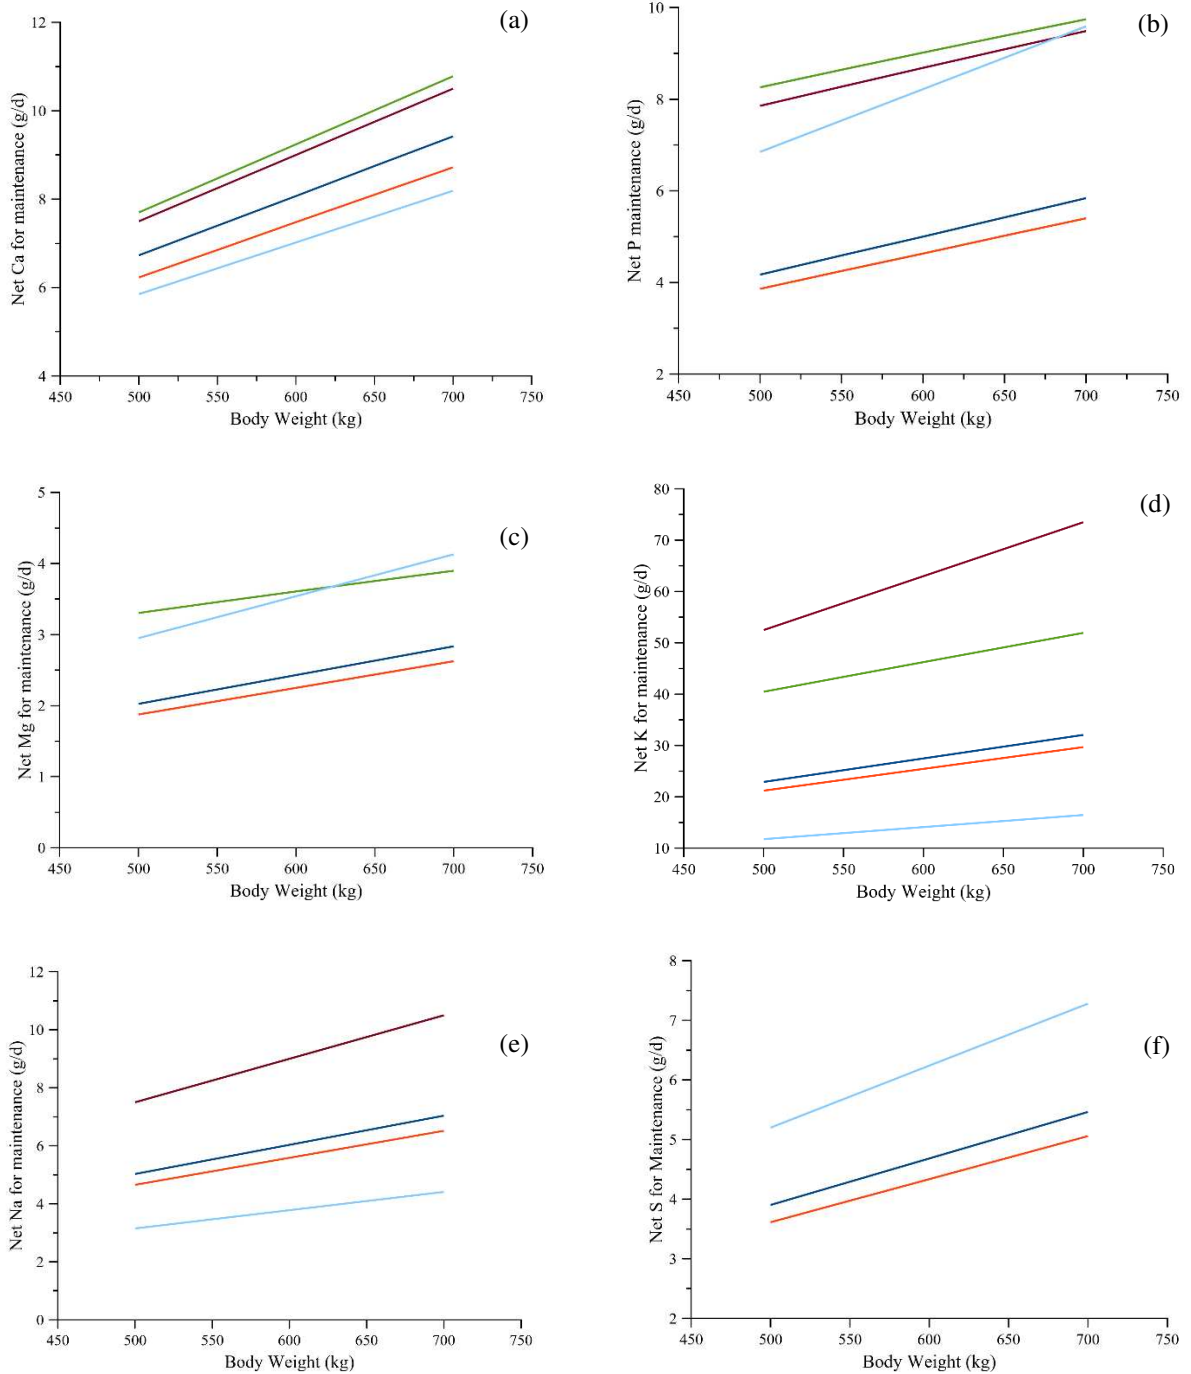 (a)
Net Ca for maintenance (g/d)
12
10
8
6
4
450 500 550 600 650 700 750
Body Weight (kg)
(b)
Net P maintenance (g/d)
10
8
6
4
2
450 500 550 600 650 700 750
Body Weight (kg)
(c)
Net Mg for maintenance (g/d)
5
4
3
2
1
0
450 500 550 600 650 700 750
Body Weight (kg)
(d)
Net K for maintenance (g/d)
80
70
60
50
40
30
20
10
450 500 550 600 650 700 750
Body Weight (kg)
(e)
Net Na for maintenance (g/d)
12
10
8
6
4
2
0
450 500 550 600 650 700 750
Body Weight (kg)
(f)
Net S for Maintenance (g/d)
8
7
6
5
4
3
2
450 500 550 600 650 700 750
Body Weight (kg)